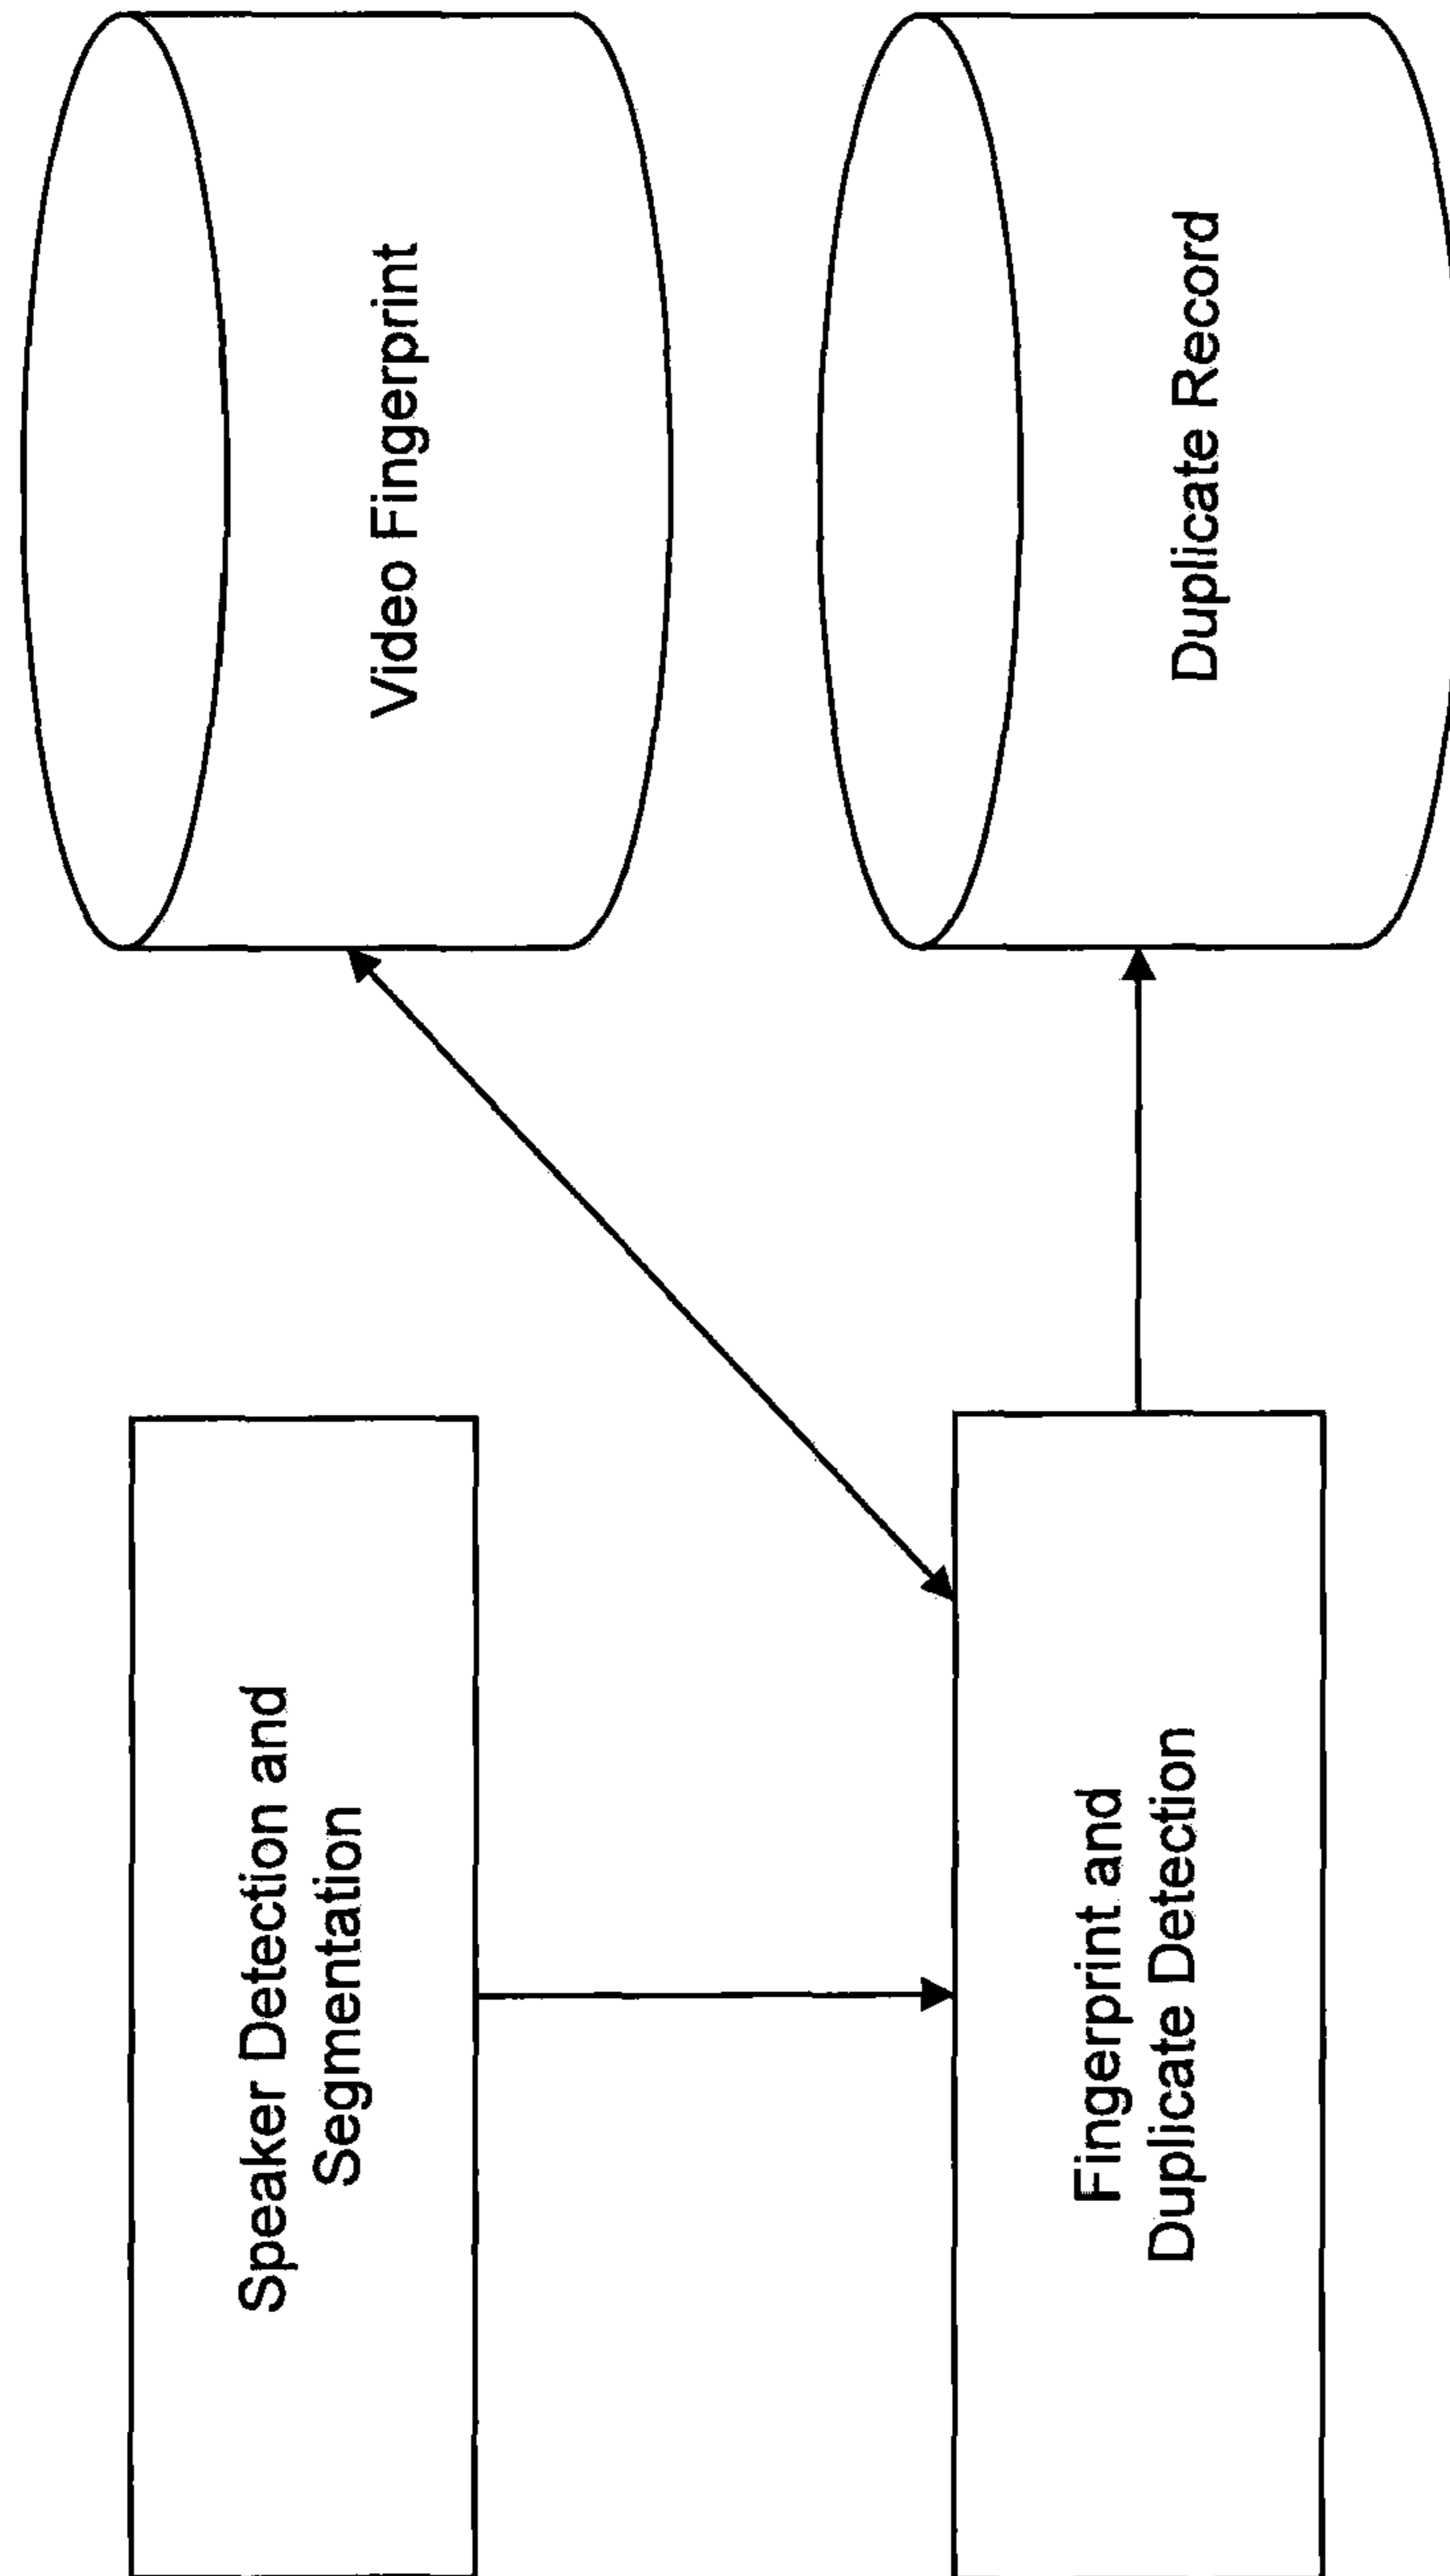 Speaker Detection and
Segmentation
Video Fingerprint
Fingerprint and
Duplicate Detection
Duplicate Record